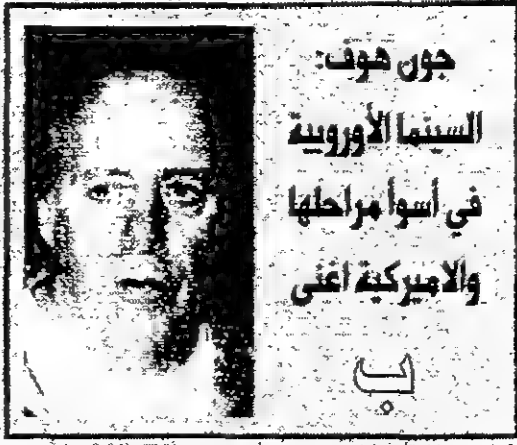 جون هوف:
السينما الأوروبية
في أسوأ مراحلها
والاميركية اغنى
ب